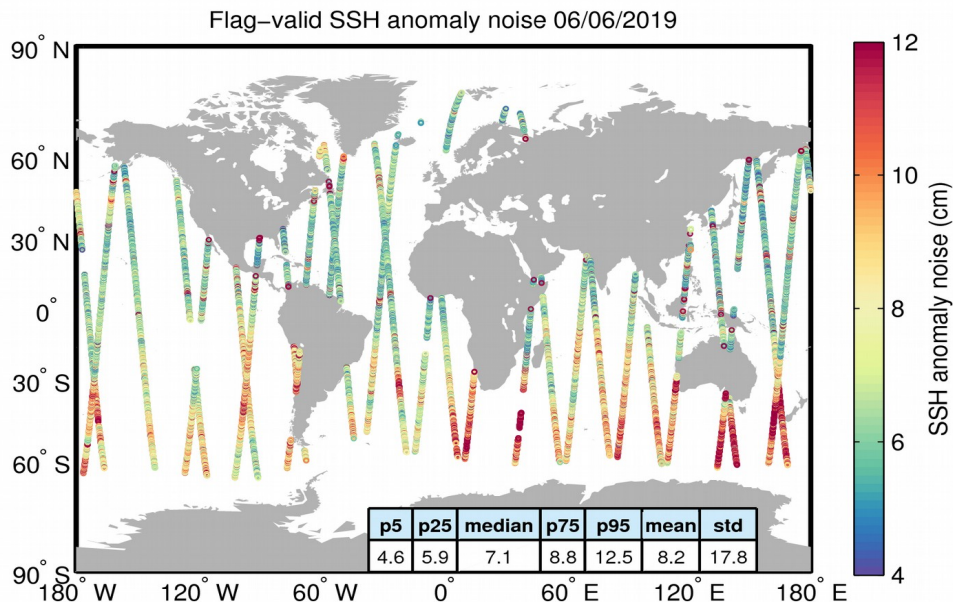 Flag−valid SSH anomaly noise 06/06/2019
90° N
60° N
30° N
0°
30° S
60° S
90° S
180° W
120° W
60° W
0°
60° E
120° E
180° E
p5 p25 median p75 p95 mean std
4.6 5.9 7.1 8.8 12.5 8.2 17.8
12
10
8
6
4
SSH anomaly noise (cm)